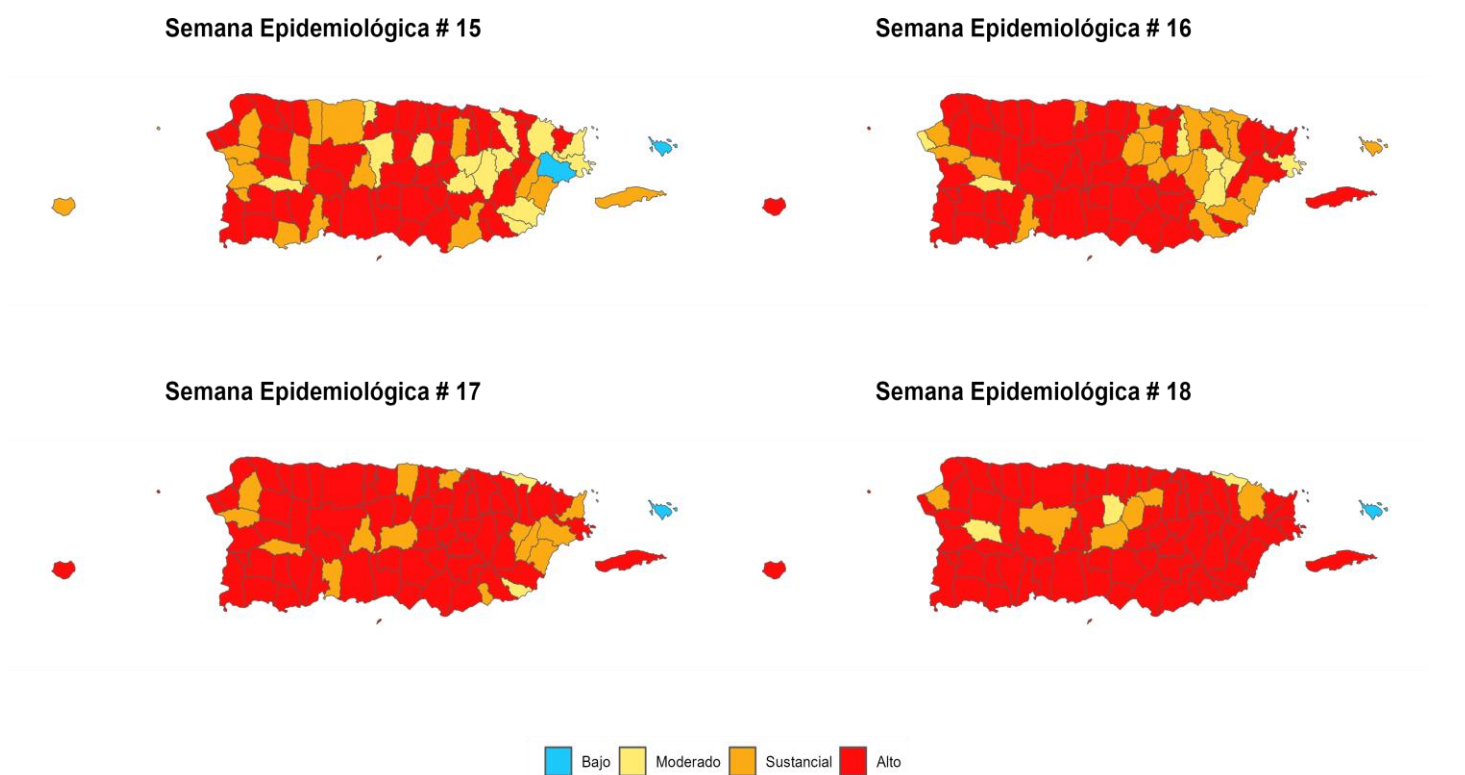 Semana Epidemiológica # 15
Semana Epidemiológica # 16
Semana Epidemiológica # 17
Semana Epidemiológica # 18
Bajo Moderado Sustancial Alto